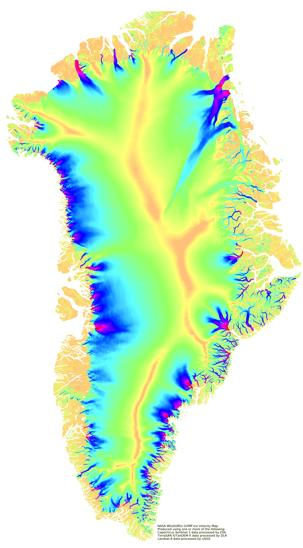 NASA MEaSUREs GrIMP Ice Velocity Map
Produced using one or more of the following:
Copernicus Sentinel 1 data processed by ESA
TerraSAR-X/TanDEM-X data processed by DLR
Landsat 8 data processed by USGS